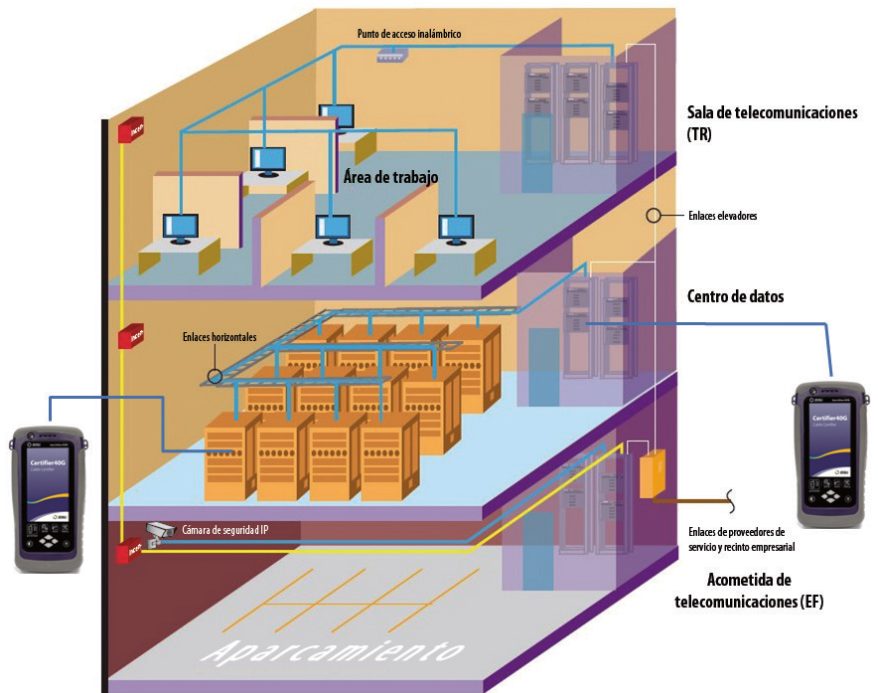 Punto de acceso inalámbrico
Sala de telecomunicaciones
(TR)
Área de trabajo
Enlaces elevadores
Centro de datos
Enlaces horizontales
Certifier40G
Certifier40G
Cámara de seguridad IP
Enlaces de proveedores de
servicio y recinto empresarial
Acometida de
telecomunicaciones (EF)
Aparcamiento